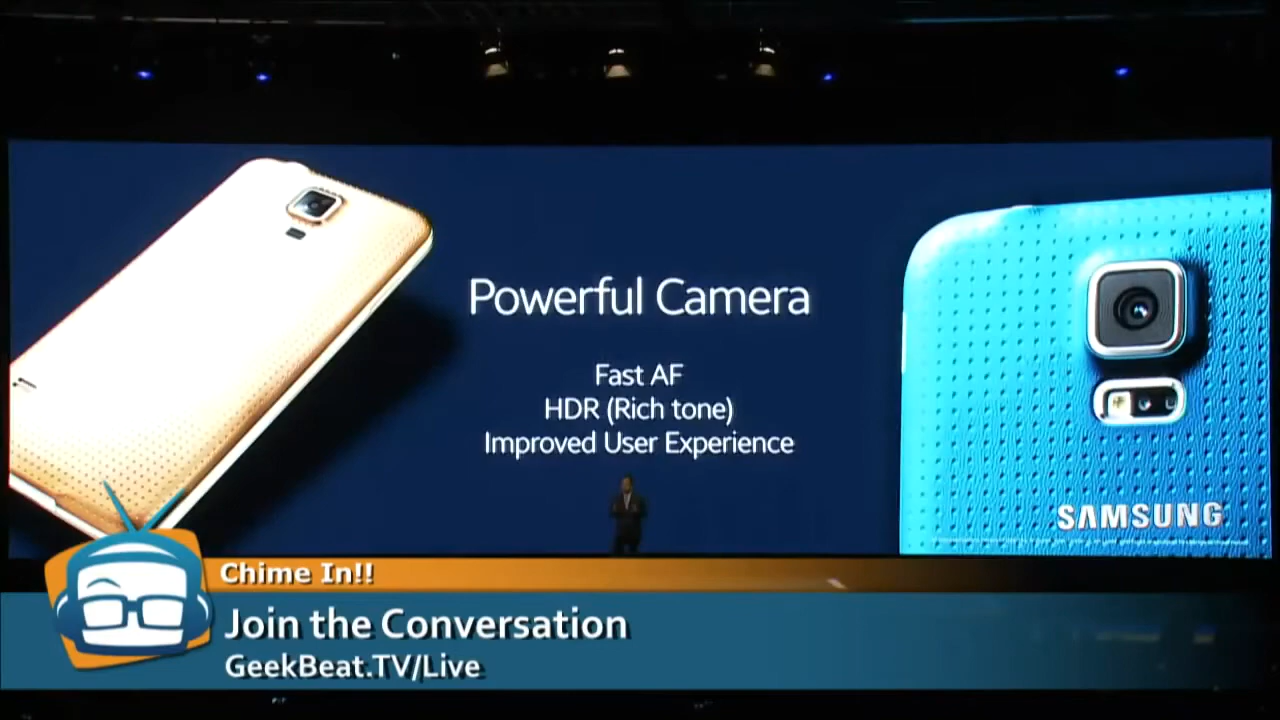 Powerful Camera
Fast AF
HDR (Rich tone)
Improved User Experience
SAMSUNG
Chime In!!
Join the Conversation
GeekBeat.TV/Live